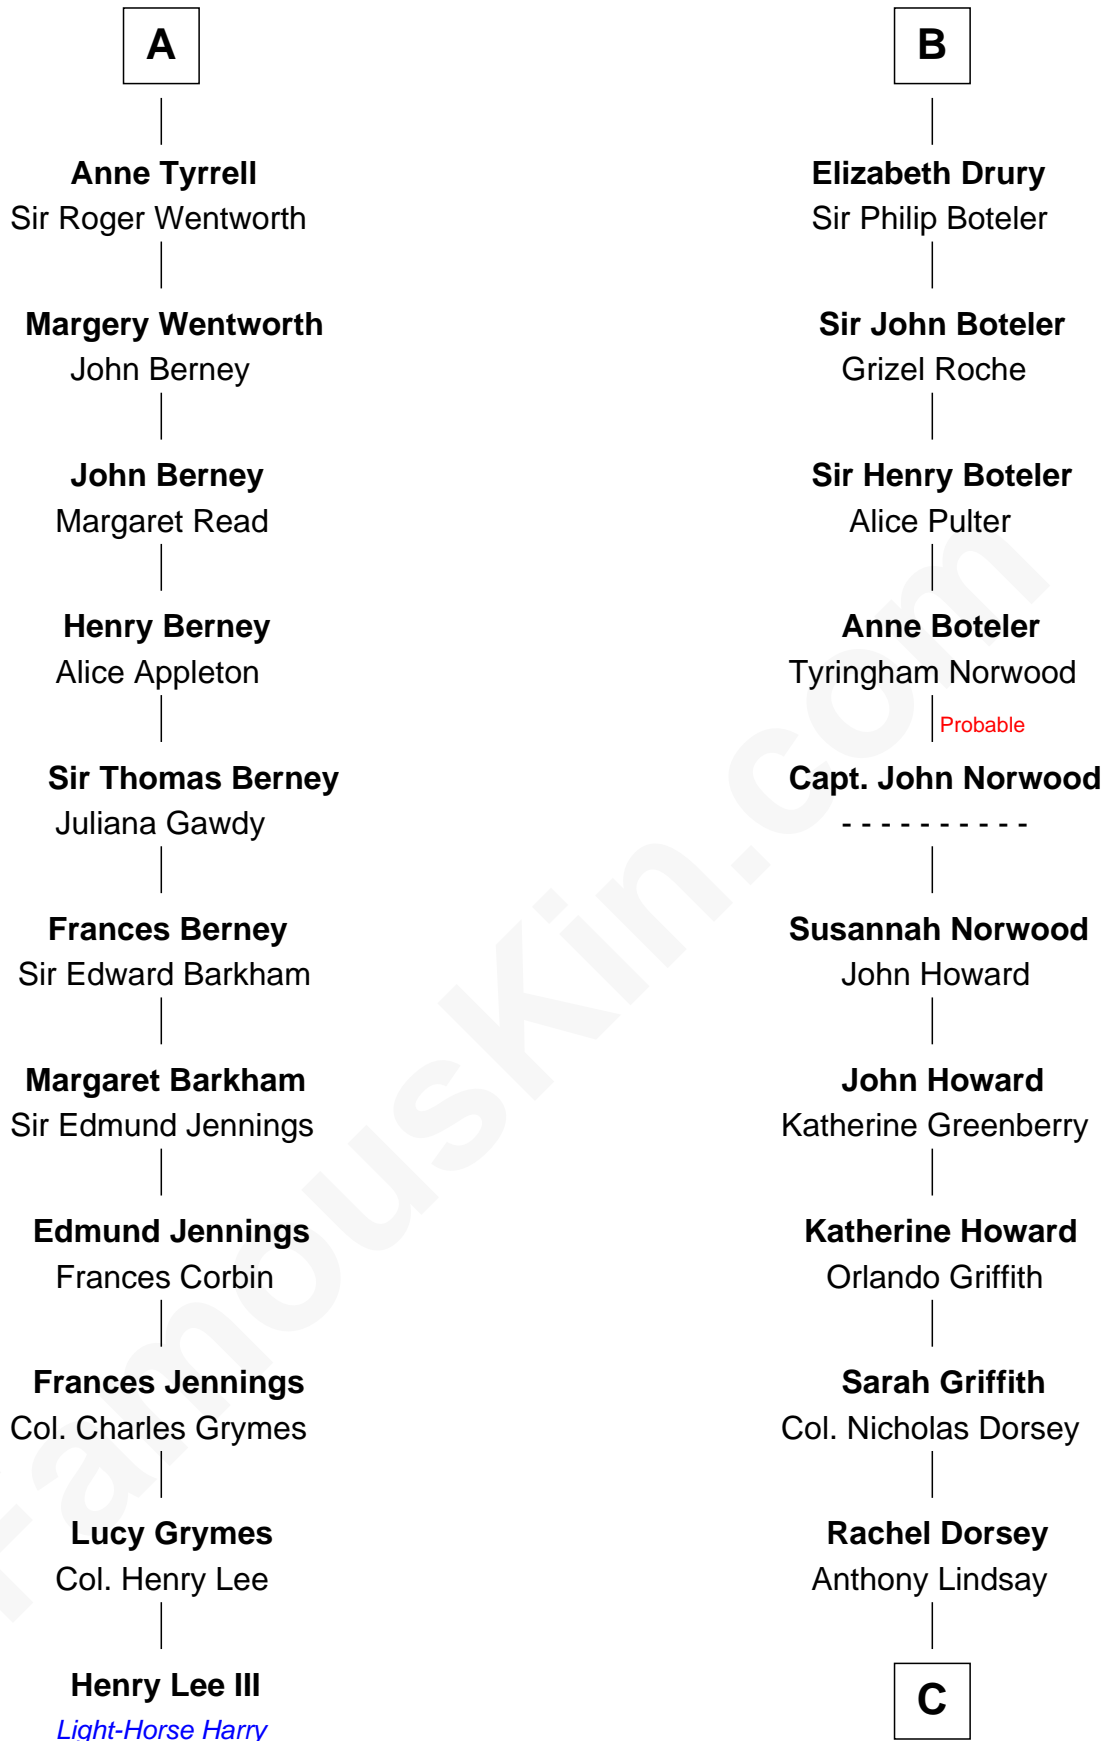 A
Anne Tyrrell
Sir Roger Wentworth
Margery Wentworth
John Berney
John Berney
Margaret Read
Henry Berney
Alice Appleton
Sir Thomas Berney
Juliana Gawdy
Frances Berney
Sir Edward Barkham
Margaret Barkham
Sir Edmund Jennings
Edmund Jennings
Frances Corbin
Frances Jennings
Col. Charles Grymes
Lucy Grymes
Col. Henry Lee
Henry Lee III
Light-Horse Harry
B
Elizabeth Drury
Sir Philip Boteler
Sir John Boteler
Grizel Roche
Sir Henry Boteler
Alice Pulter
Anne Boteler
Tyringham Norwood
Probable
Capt. John Norwood
- - - - - - - - - -
Susannah Norwood
John Howard
John Howard
Katherine Greenberry
Katherine Howard
Orlando Griffith
Sarah Griffith
Col. Nicholas Dorsey
Rachel Dorsey
Anthony Lindsay
C
FamousKin.com